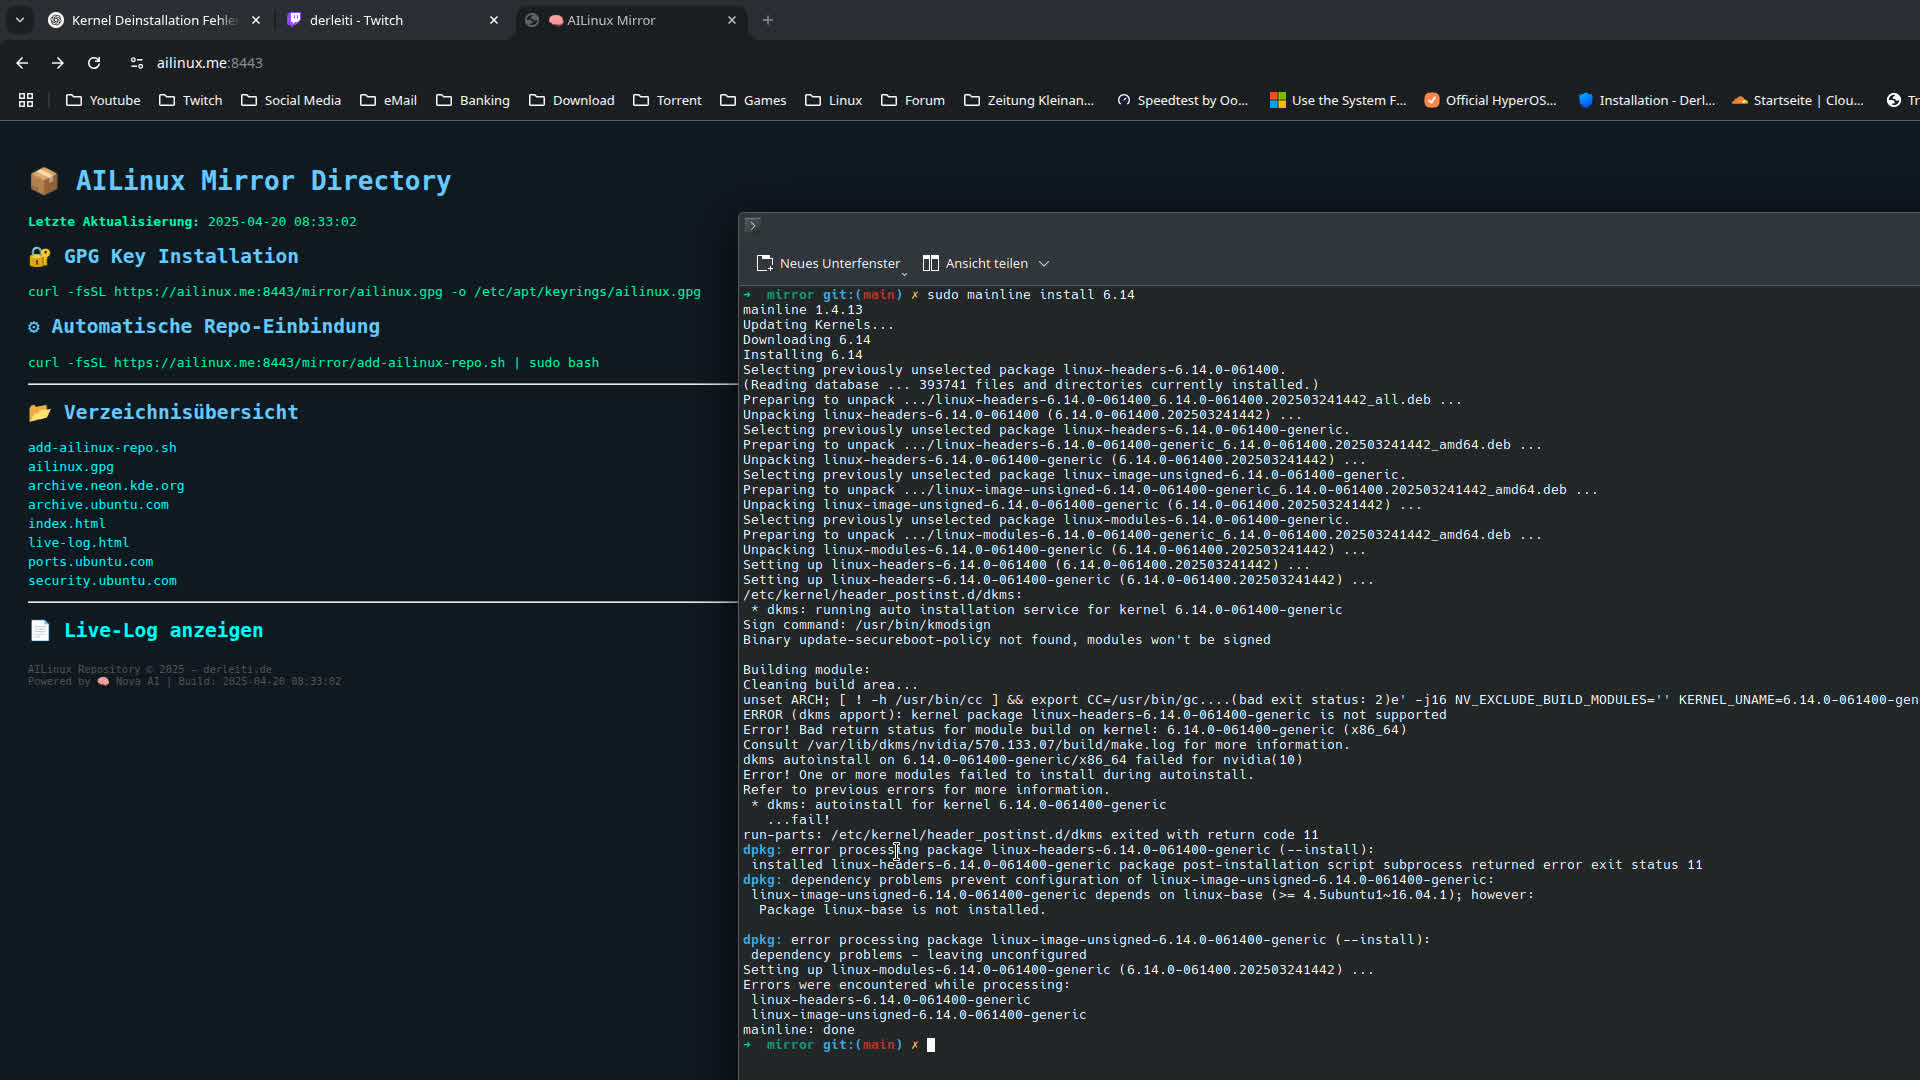 Kernel Deinstallation Fehle
derleiti - Twitch
🧠 AILinux Mirror
ailinux.me:8443
Youtube
Twitch
Social Media
eMail
Banking
Download
Torrent
Games
Linux
Forum
Zeitung Kleinan...
Speedtest by Oo...
Use the System F...
Official HyperOS...
Installation - Derl...
Startseite | Clou...
Tr
📦 AILinux Mirror Directory
Letzte Aktualisierung: 2025-04-20 08:33:02
🔐 GPG Key Installation
curl -fsSL https://ailinux.me:8443/mirror/ailinux.gpg -o /etc/apt/keyrings/ailinux.gpg
⚙ Automatische Repo-Einbindung
curl -fsSL https://ailinux.me:8443/mirror/add-ailinux-repo.sh | sudo bash
📂 Verzeichnisübersicht
add-ailinux-repo.sh
ailinux.gpg
archive.neon.kde.org
archive.ubuntu.com
index.html
live-log.html
ports.ubuntu.com
security.ubuntu.com
📄 Live-Log anzeigen
AILinux Repository © 2025 — derleiti.de
Powered by 🧠 Nova AI | Build: 2025-04-20 08:33:02
Neues Unterfenster
Ansicht teilen
➜  mirror git:(main) ✗ sudo mainline install 6.14
mainline 1.4.13
Updating Kernels...
Downloading 6.14
Installing 6.14
Selecting previously unselected package linux-headers-6.14.0-061400.
(Reading database ... 393741 files and directories currently installed.)
Preparing to unpack .../linux-headers-6.14.0-061400_6.14.0-061400.202503241442_all.deb ...
Unpacking linux-headers-6.14.0-061400 (6.14.0-061400.202503241442) ...
Selecting previously unselected package linux-headers-6.14.0-061400-generic.
Preparing to unpack .../linux-headers-6.14.0-061400-generic_6.14.0-061400.202503241442_amd64.deb ...
Unpacking linux-headers-6.14.0-061400-generic (6.14.0-061400.202503241442) ...
Selecting previously unselected package linux-image-unsigned-6.14.0-061400-generic.
Preparing to unpack .../linux-image-unsigned-6.14.0-061400-generic_6.14.0-061400.202503241442_amd64.deb ...
Unpacking linux-image-unsigned-6.14.0-061400-generic (6.14.0-061400.202503241442) ...
Selecting previously unselected package linux-modules-6.14.0-061400-generic.
Preparing to unpack .../linux-modules-6.14.0-061400-generic_6.14.0-061400.202503241442_amd64.deb ...
Unpacking linux-modules-6.14.0-061400-generic (6.14.0-061400.202503241442) ...
Setting up linux-headers-6.14.0-061400 (6.14.0-061400.202503241442) ...
Setting up linux-headers-6.14.0-061400-generic (6.14.0-061400.202503241442) ...
/etc/kernel/header_postinst.d/dkms:
 * dkms: running auto installation service for kernel 6.14.0-061400-generic
Sign command: /usr/bin/kmodsign
Binary update-secureboot-policy not found, modules won't be signed
Building module:
Cleaning build area...
unset ARCH; [ ! -h /usr/bin/cc ] && export CC=/usr/bin/gc....(bad exit status: 2)e' -j16 NV_EXCLUDE_BUILD_MODULES='' KERNEL_UNAME=6.14.0-061400-gen
ERROR (dkms apport): kernel package linux-headers-6.14.0-061400-generic is not supported
Error! Bad return status for module build on kernel: 6.14.0-061400-generic (x86_64)
Consult /var/lib/dkms/nvidia/570.133.07/build/make.log for more information.
dkms autoinstall on 6.14.0-061400-generic/x86_64 failed for nvidia(10)
Error! One or more modules failed to install during autoinstall.
Refer to previous errors for more information.
 * dkms: autoinstall for kernel 6.14.0-061400-generic
   ...fail!
run-parts: /etc/kernel/header_postinst.d/dkms exited with return code 11
dpkg: error processing package linux-headers-6.14.0-061400-generic (--install):
 installed linux-headers-6.14.0-061400-generic package post-installation script subprocess returned error exit status 11
dpkg: dependency problems prevent configuration of linux-image-unsigned-6.14.0-061400-generic:
 linux-image-unsigned-6.14.0-061400-generic depends on linux-base (>= 4.5ubuntu1~16.04.1); however:
  Package linux-base is not installed.
dpkg: error processing package linux-image-unsigned-6.14.0-061400-generic (--install):
 dependency problems - leaving unconfigured
Setting up linux-modules-6.14.0-061400-generic (6.14.0-061400.202503241442) ...
Errors were encountered while processing:
 linux-headers-6.14.0-061400-generic
 linux-image-unsigned-6.14.0-061400-generic
mainline: done
➜  mirror git:(main) ✗